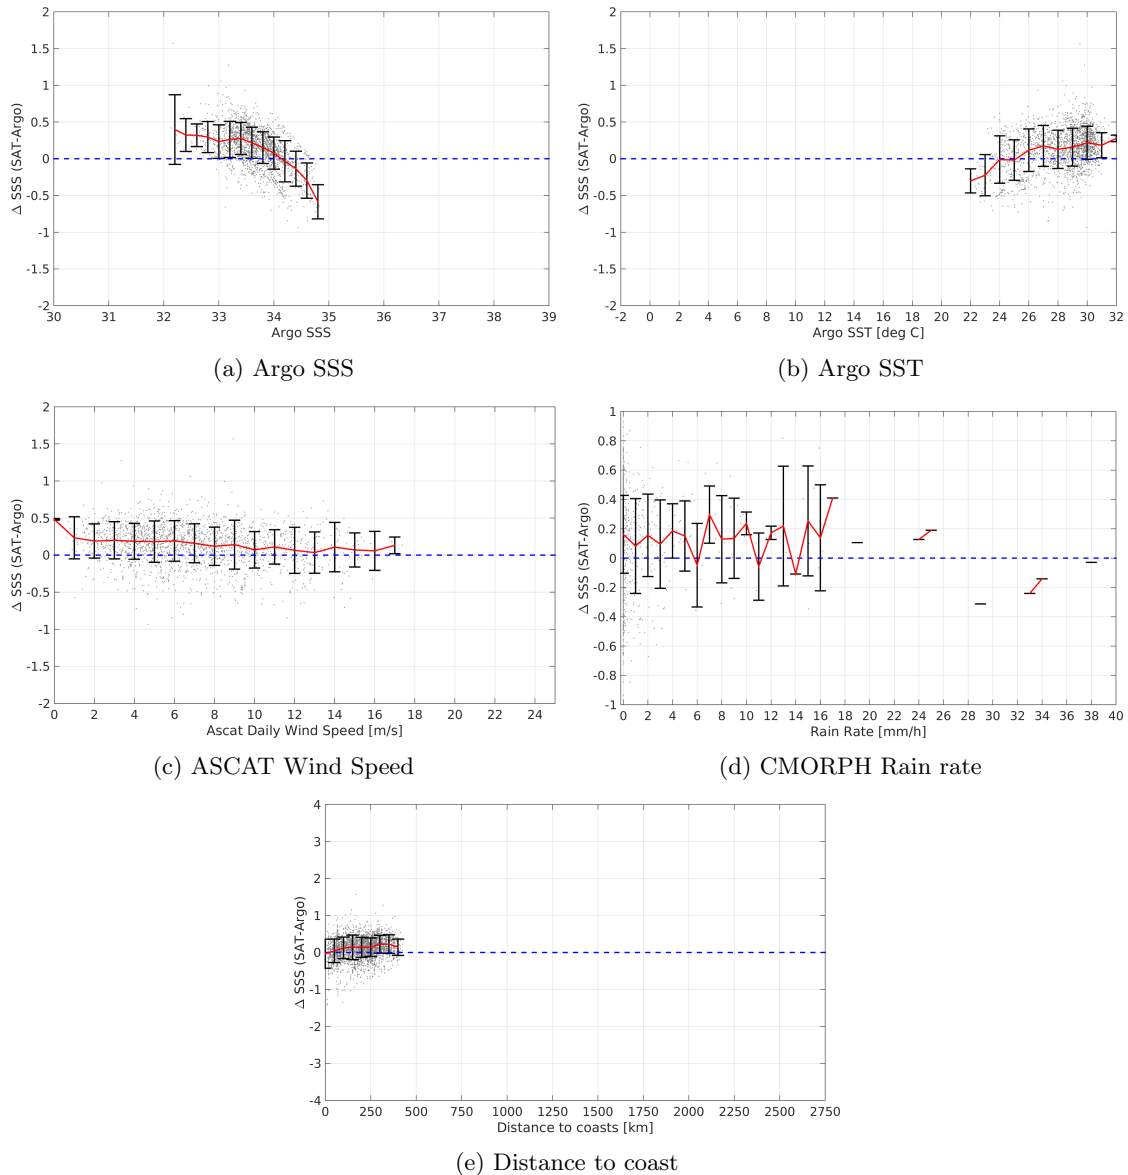 2
1.5
1
0.5
0
-0.5
-1
-1.5
-2
Δ SSS (SAT-Argo)
30 31 32 33 34 35 36 37 38 39
Argo SSS
(a) Argo SSS
2
1.5
1
0.5
0
-0.5
-1
-1.5
-2
Δ SSS (SAT-Argo)
-2 0 2 4 6 8 10 12 14 16 18 20 22 24 26 28 30 32
Argo SST [deg C]
(b) Argo SST
2
1.5
1
0.5
0
-0.5
-1
-1.5
-2
Δ SSS (SAT-Argo)
0 2 4 6 8 10 12 14 16 18 20 22 24
Ascat Daily Wind Speed [m/s]
(c) ASCAT Wind Speed
1
0.8
0.6
0.4
0.2
0
-0.2
-0.4
-0.6
-0.8
-1
Δ SSS (SAT-Argo)
0 2 4 6 8 10 12 14 16 18 20 22 24 26 28 30 32 34 36 38 40
Rain Rate [mm/h]
(d) CMORPH Rain rate
4
3
2
1
0
-1
-2
-3
-4
Δ SSS (SAT-Argo)
0 250 500 750 1000 1250 1500 1750 2000 2250 2500 2750
Distance to coasts [km]
(e) Distance to coast